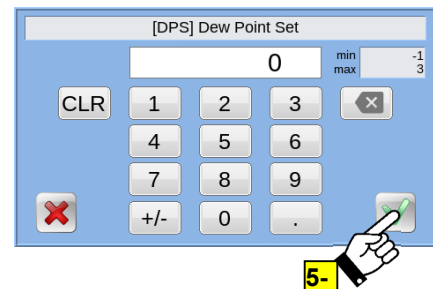 [DPS] Dew Point Set
0 min -1
max 3
CLR 1 2 3
4 5 6
7 8 9
+/- 0 .
5-